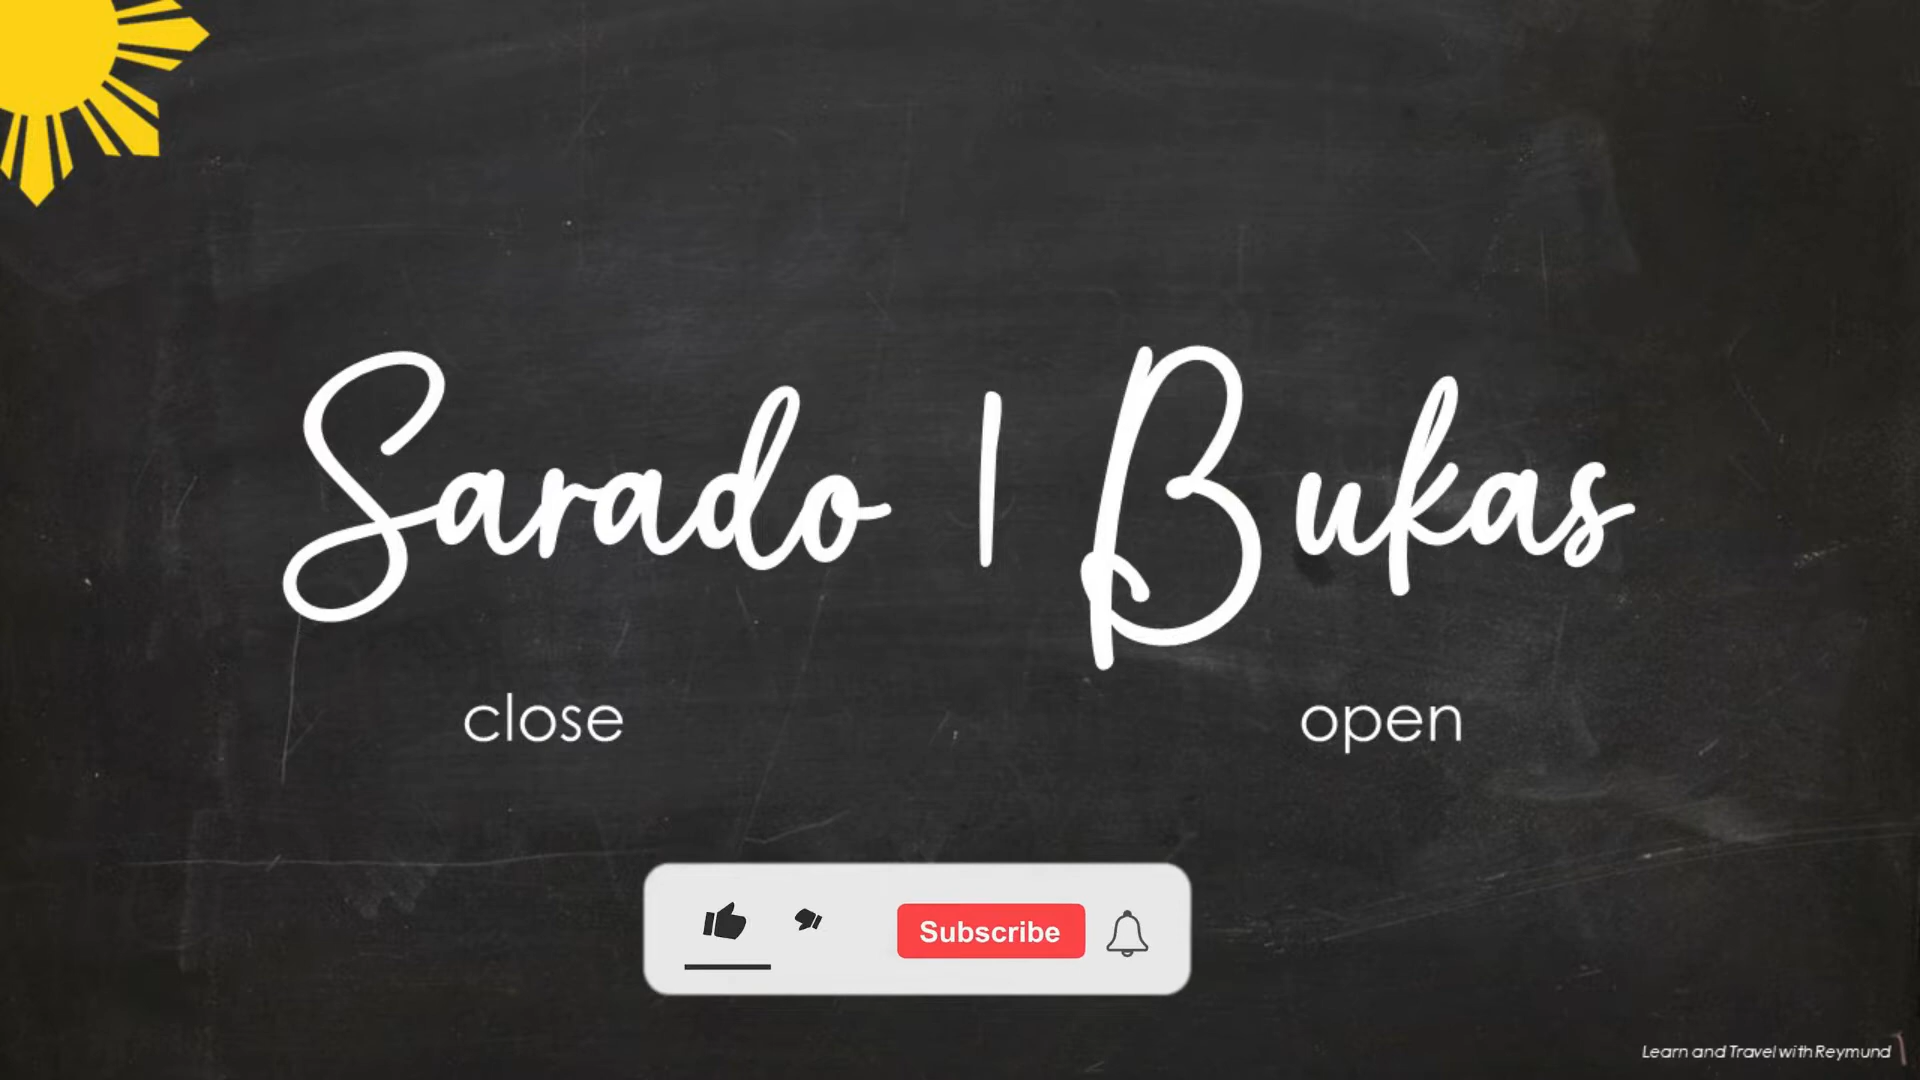 Sarado | Bukas
close open
Subscribe
Learn and Travel with Reymund